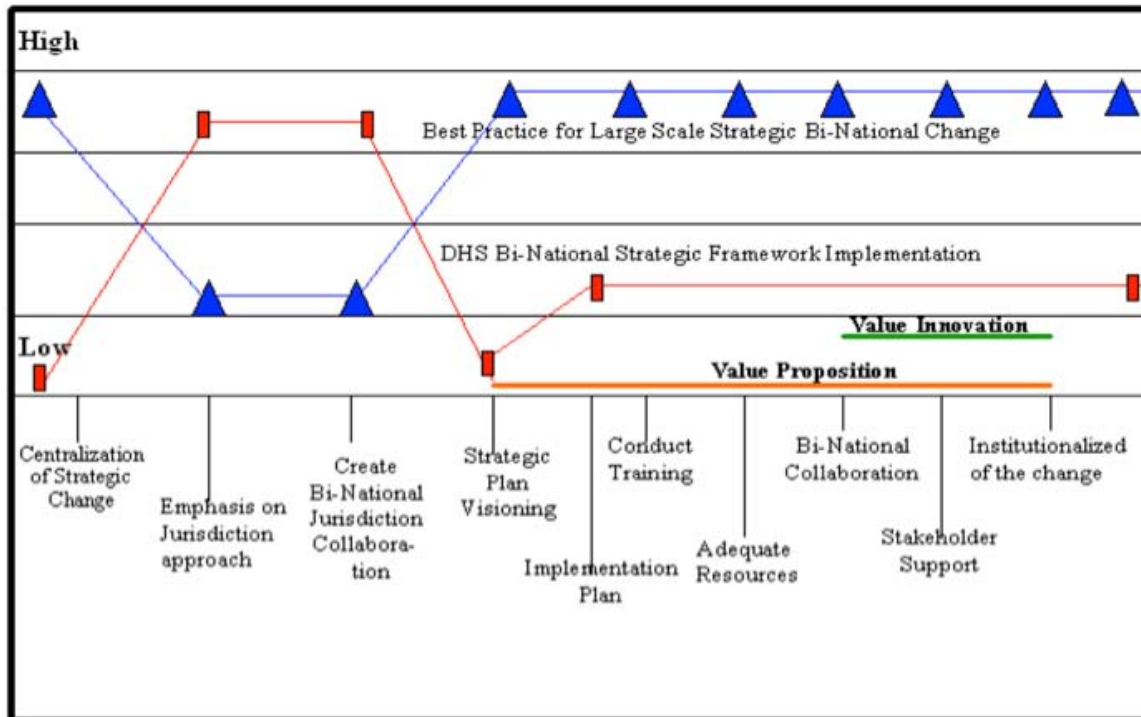 High
Best Practice for Large Scale Strategic Bi-National Change
DHS Bi-National Strategic Framework Implementation
Value Innovation
Low
Value Proposition
Centralization
of Strategic
Change
Emphasis on
Jurisdiction
approach
Create
Bi-National
Jurisdiction
Collabora-
tion
Strategic
Plan
Visioning
Implementation
Plan
Conduct
Training
Adequate
Resources
Bi-National
Collaboration
Stakeholder
Support
Institutionalized
of the change